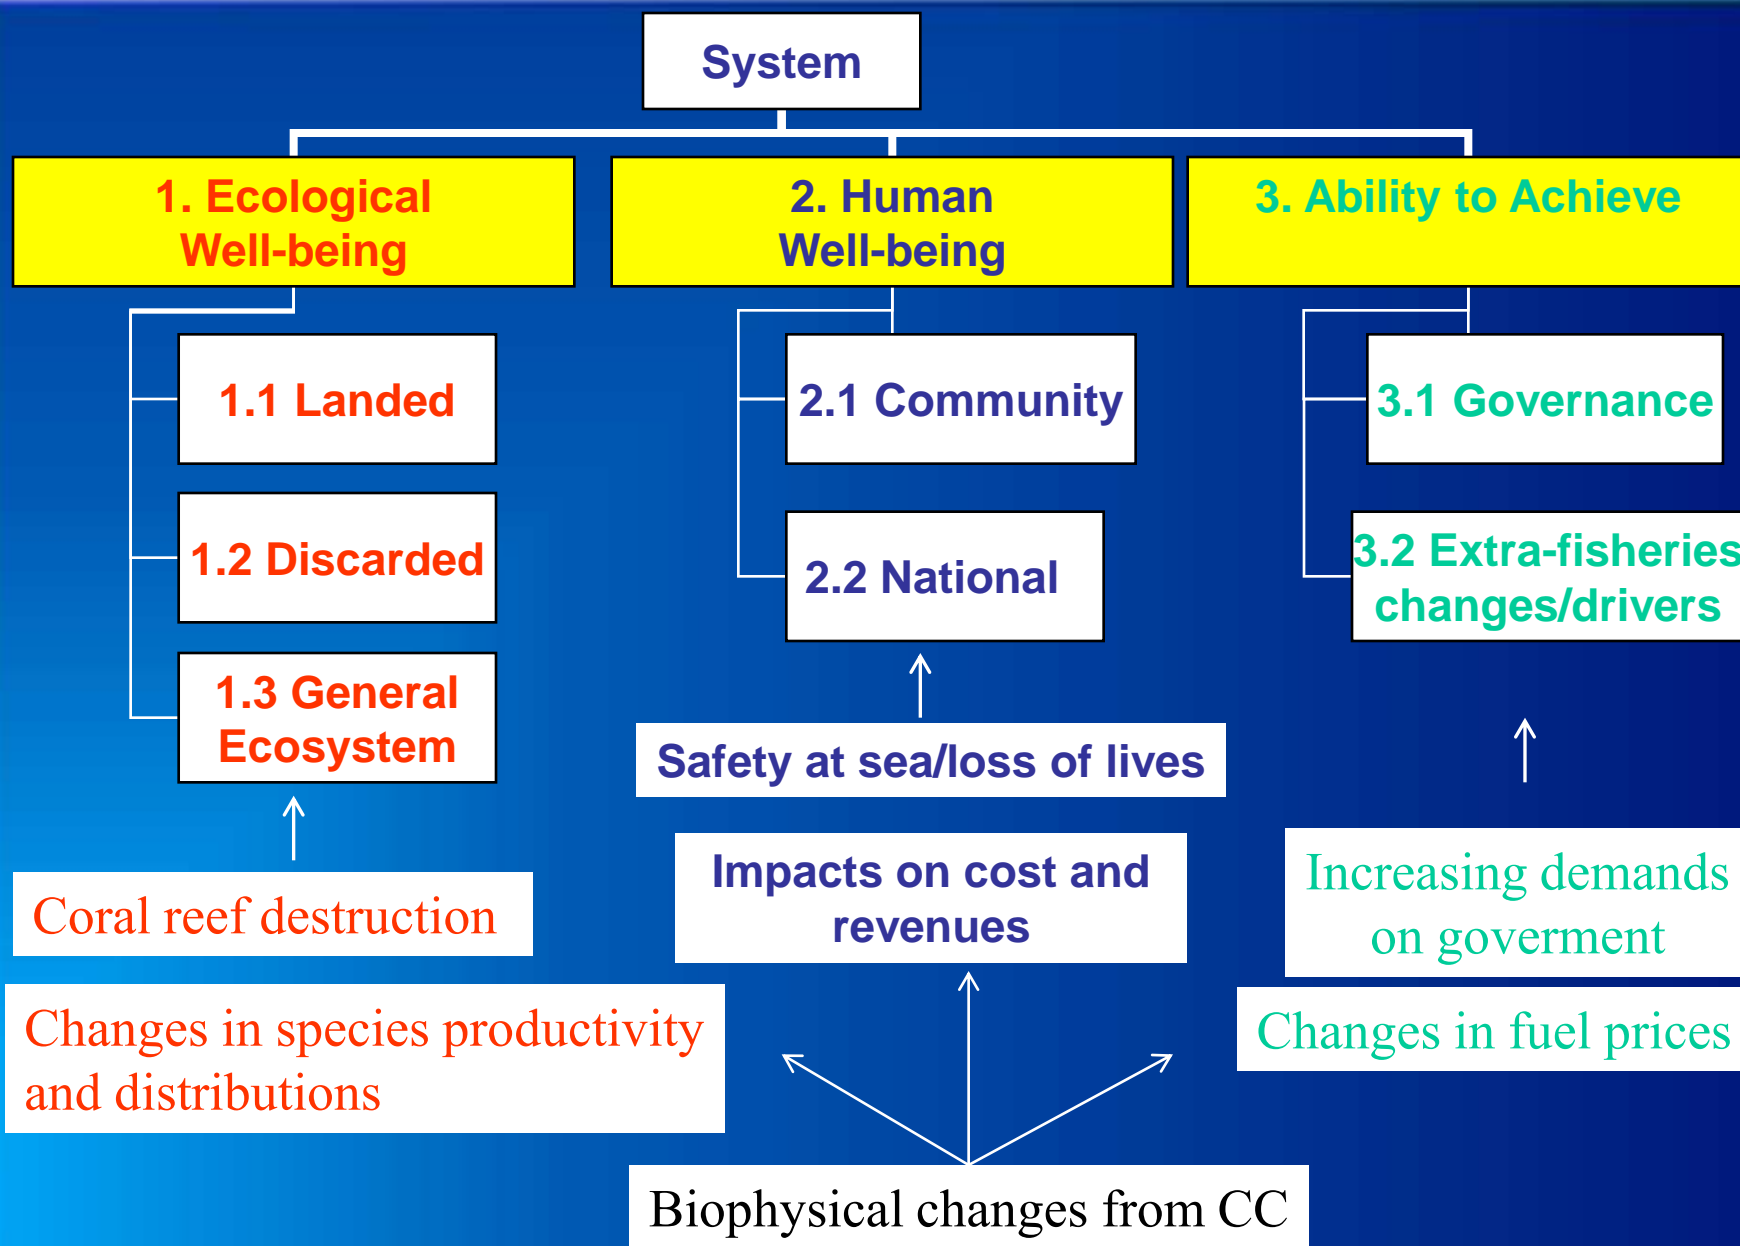 System
1. Ecological
Well-being
2. Human
Well-being
3. Ability to Achieve
1.1 Landed
2.1 Community
3.1 Governance
1.2 Discarded
2.2 National
3.2 Extra-fisheries
changes/drivers
1.3 General
Ecosystem
Safety at sea/loss of lives
Impacts on cost and
revenues
Increasing demands
on goverment
Coral reef destruction
Changes in species productivity
and distributions
Changes in fuel prices
Biophysical changes from CC